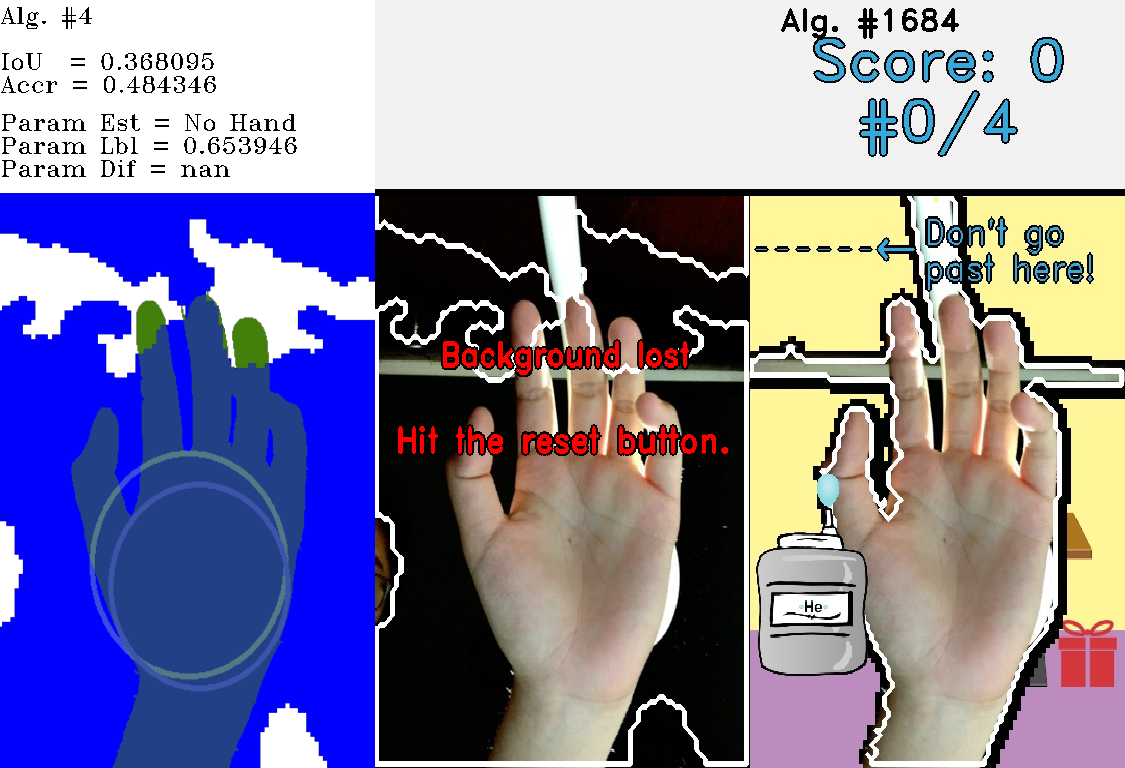 Alg. #4
IoU = 0.368095
Accr = 0.484346
Param Est = No Hand
Param Lbl = 0.653946
Param Dif = nan
Alg. #1684
Score: 0
#0/4
Background lost
Hit the reset button.
Don't go
past here!
He